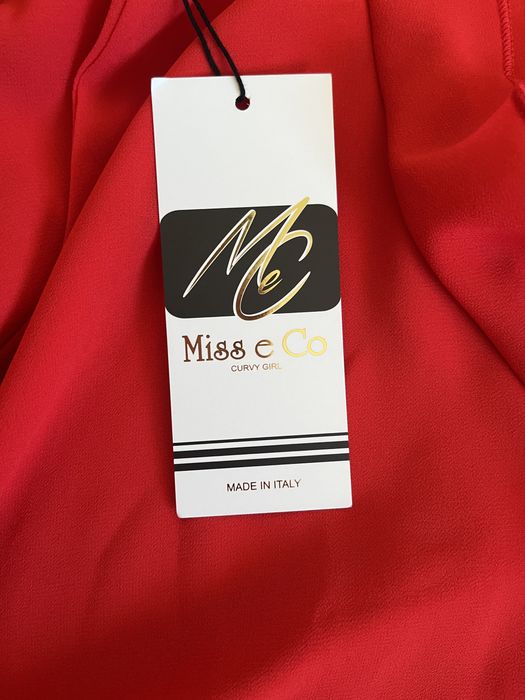 MeC
Miss e Co
CURVY GIRL
MADE IN ITALY